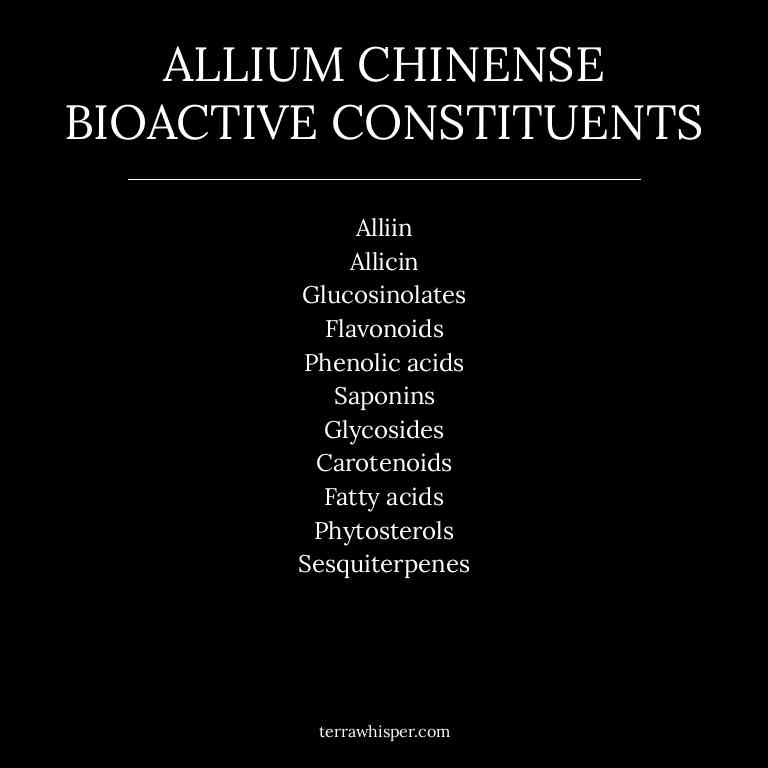 ALLIUM CHINENSE
BIOACTIVE CONSTITUENTS
Alliin
Allicin
Glucosinolates
Flavonoids
Phenolic acids
Saponins
Glycosides
Carotenoids
Fatty acids
Phytosterols
Sesquiterpenes
terrawhisper.com